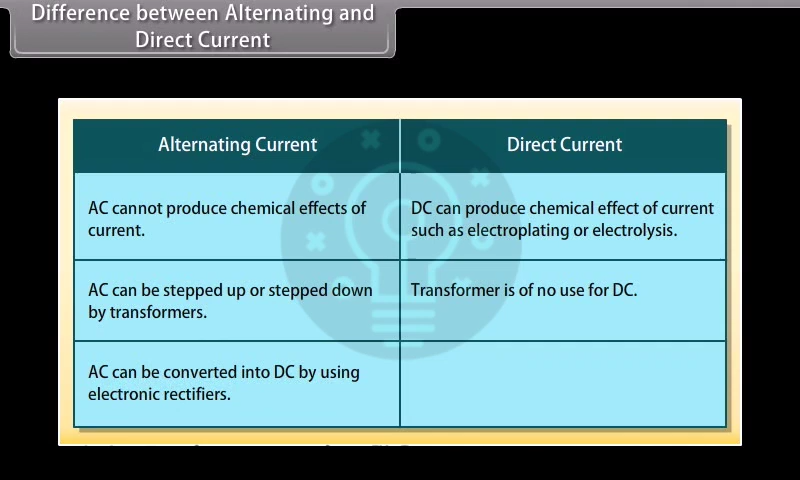 Difference between Alternating and
Direct Current
Alternating Current
Direct Current
AC cannot produce chemical effects of
current.
DC can produce chemical effect of current
such as electroplating or electrolysis.
AC can be stepped up or stepped down
by transformers.
Transformer is of no use for DC.
AC can be converted into DC by using
electronic rectifiers.